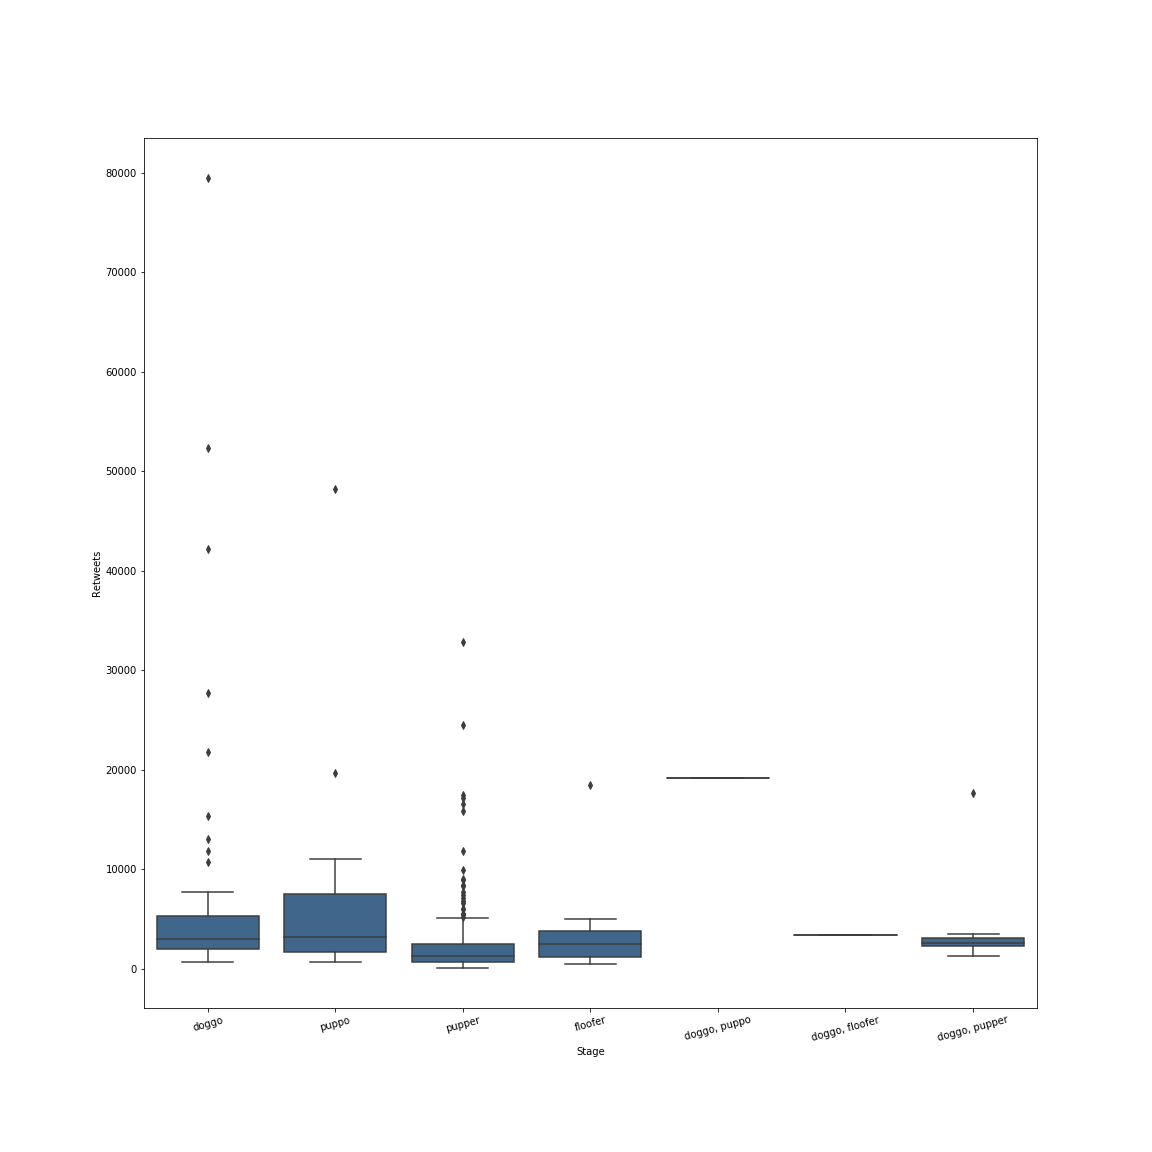 80000
70000
60000
50000
40000
30000
20000
10000
0
Retweets
doggo
puppo
pupper
floofer
doggo, puppo
doggo, floofer
doggo, pupper
Stage